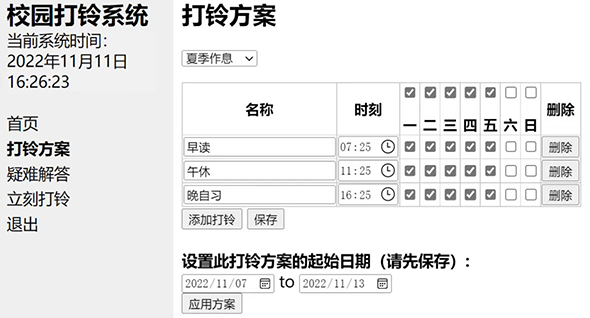 校园打铃系统
当前系统时间：
2022年11月11日
16:26:23
首页
打铃方案
疑难解答
立刻打铃
退出
打铃方案
夏季作息
名称 时刻 一 二 三 四 五 六 日 删除
早读 07:25 删除
午休 11:25 删除
晚自习 16:25 删除
添加打铃 保存
设置此打铃方案的起始日期（请先保存）：
2022/11/07 to 2022/11/13
应用方案